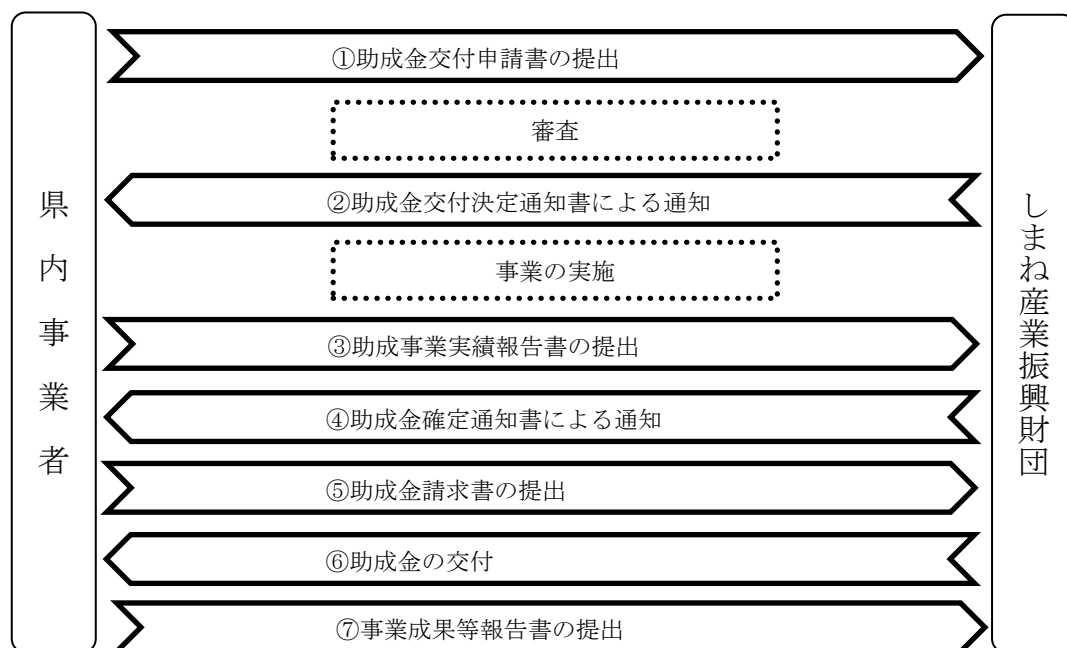 県内事業者
①助成金交付申請書の提出
審査
②助成金交付決定通知書による通知
事業の実施
③助成事業実績報告書の提出
④助成金確定通知書による通知
⑤助成金請求書の提出
⑥助成金の交付
⑦事業成果等報告書の提出
しまね産業振興財団